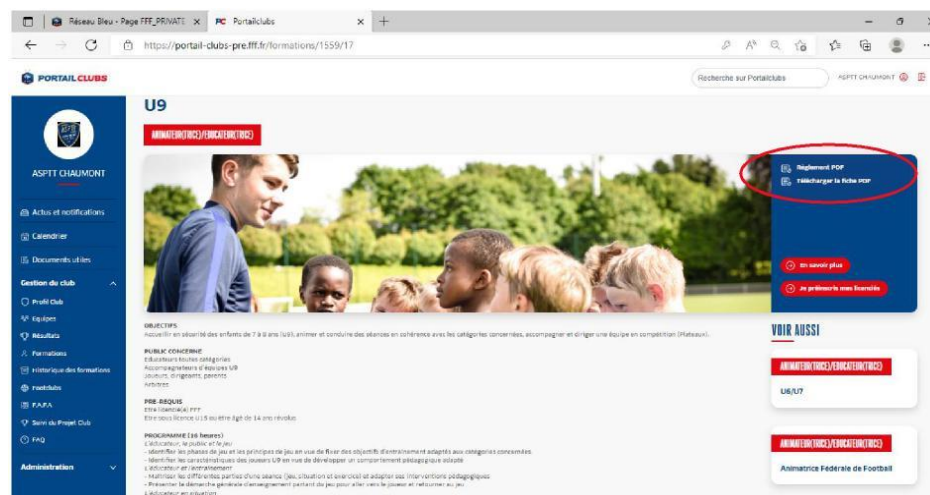 Réseau Bleu - Page FFF_PRIVATE
Portailclubs
https://portail-clubs-pre.fff.fr/formations/1559/17
PORTAIL CLUBS
Recherche sur Portailclubs
ASPTT CHAUMONT
ASPTT CHAUMONT
Actus et notifications
Calendrier
Documents utiles
Gestion du club
Profil Club
Equipes
Résultats
Formations
Historique des formations
Footclubs
F.A.F.A
Suivi du Projet Club
FAQ
Administration
U9
ANIMATEUR(TRICE)/EDUCATEUR(TRICE)
Réglement PDF
Télécharger la fiche PDF
En savoir plus
Je préinscris mes licenciés
OBJECTIFS
Accueillir en sécurité des enfants de 7 à 8 ans (U9), animer et conduire des séances en cohérence avec les catégories concernées, accompagner et diriger une équipe en compétition (Plateaux).
PUBLIC CONCERNE
Educateurs toutes catégories
Accompagnateurs d'équipes U9
Joueurs, dirigeants, parents
Arbitres
PRE-REQUIS
Etre licencié(e) FFF
Etre sous licence U15 ou être âgé de 14 ans révolus
PROGRAMME (16 heures)
L'éducateur, le public et le jeu
- Identifier les phases de jeu et les principes de jeu en vue de fixer des objectifs d'entrainement adaptés aux catégories concernées
- Identifier les caractéristiques des joueurs U9 en vue de développer un comportement pédagogique adapté
L'éducateur et l'entrainement
- Maîtriser les différentes parties d'une séance (jeu, situation et exercice) et adapter ses interventions pédagogiques
- Présenter la démarche générale d'enseignement partant du jeu pour aller vers le joueur et retourner au jeu
L'éducateur en situation
VOIR AUSSI
ANIMATEUR(TRICE)/EDUCATEUR(TRICE)
U6/U7
ANIMATEUR(TRICE)/EDUCATEUR(TRICE)
Animatrice Fédérale de Football